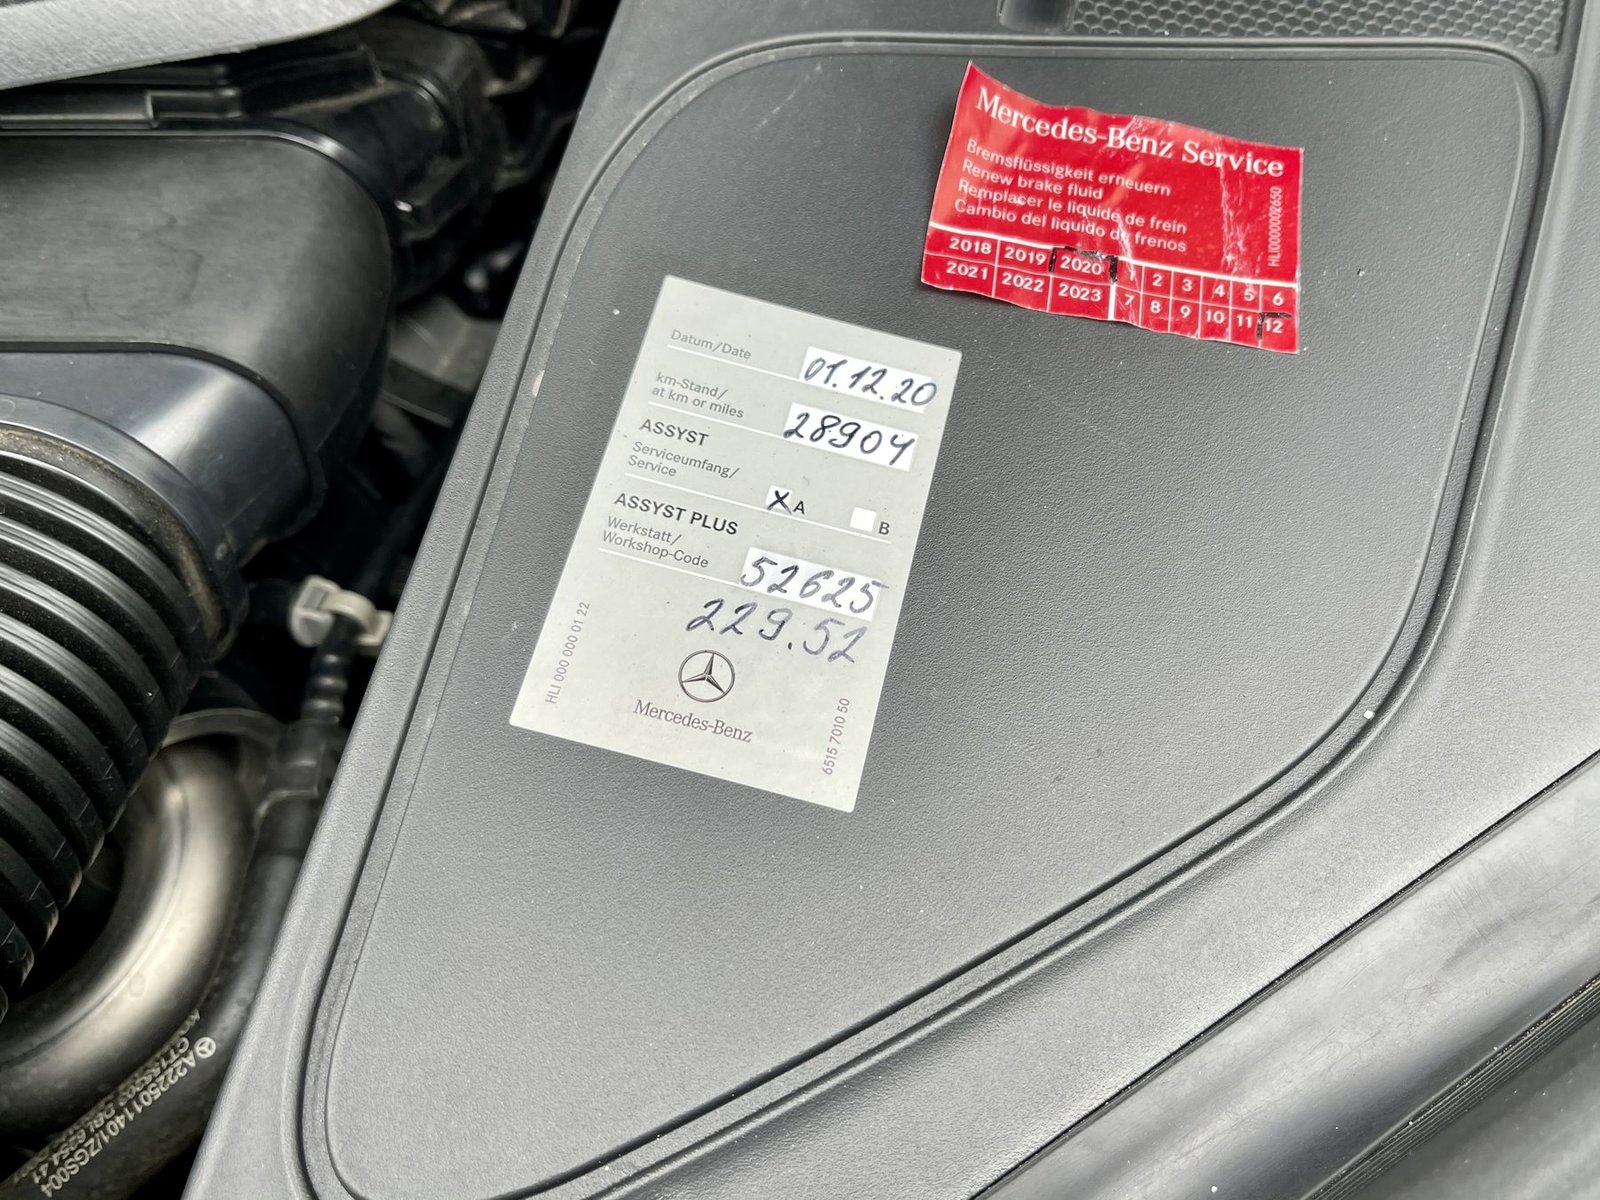 Mercedes-Benz Service
Bremsflüssigkeit erneuern
Renew brake fluid
Remplacer le liquide de frein
Cambio del liquido de frenos
HLI0000002650
2018 2019 2020 1 2 3 4 5 6
2021 2022 2023 7 8 9 10 11 12
Datum/Date 01.12.20
km-Stand/
at km or miles 28904
ASSYST
Serviceumfang/
Service X A B
ASSYST PLUS
Werkstatt/
Workshop-Code 52625
229.52
HLI 000 000 01 22
Mercedes-Benz
6515 7010 50
A2225011401/ZGS004